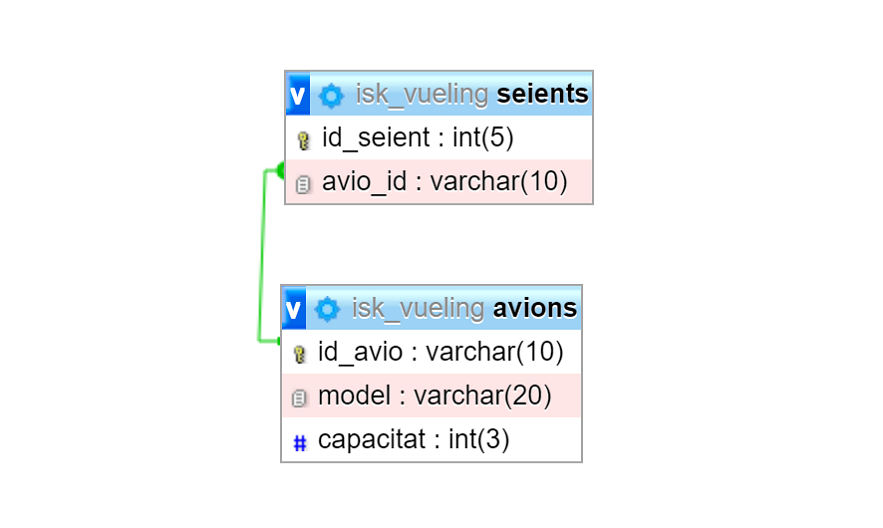 v isk_vueling seients
id_seient : int(5)
avio_id : varchar(10)
v isk_vueling avions
id_avio : varchar(10)
model : varchar(20)
# capacitat : int(3)